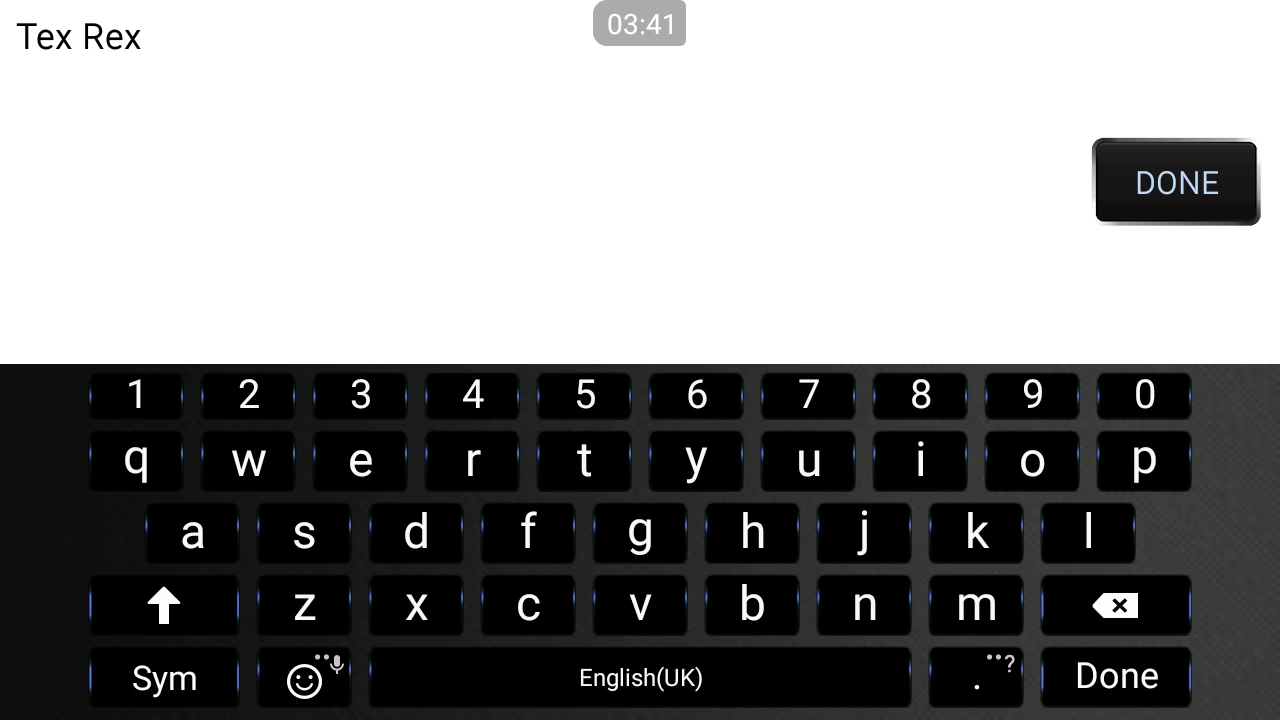 Tex Rex
03:41
DONE
1 2 3 4 5 6 7 8 9 0
q w e r t y u i o p
a s d f g h j k l
z x c v b n m
Sym English(UK) . ? Done